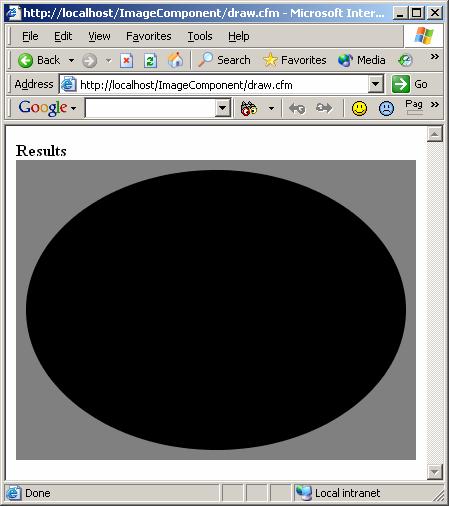 http://localhost/ImageComponent/draw.cfm - Microsoft Inter...
File Edit View Favorites Tools Help
Back Search Favorites Media »
Address http://localhost/ImageComponent/draw.cfm Go
Google Pag »
Results
Done Local intranet